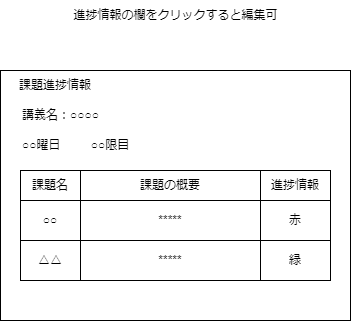 進捗情報の欄をクリックすると編集可
課題進捗情報
講義名：○○○○
○○曜日 ○○限目
課題名 課題の概要 進捗情報
○○ ***** 赤
△△ ***** 緑